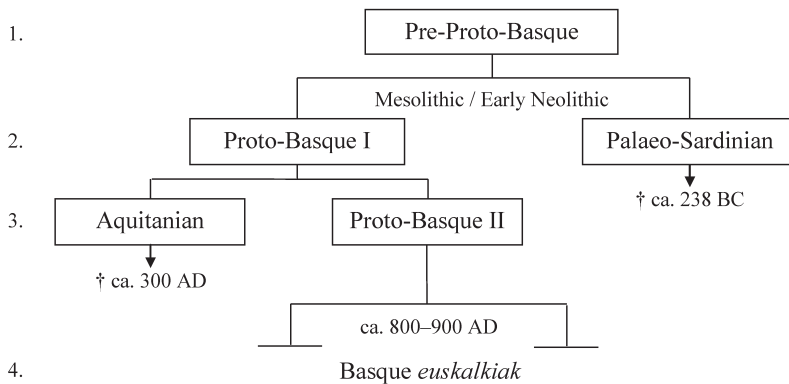 1. Pre-Proto-Basque
Mesolithic / Early Neolithic
2. Proto-Basque I Palaeo-Sardinian
† ca. 238 BC
3. Aquitanian Proto-Basque II
† ca. 300 AD
ca. 800–900 AD
4. Basque euskalkiak